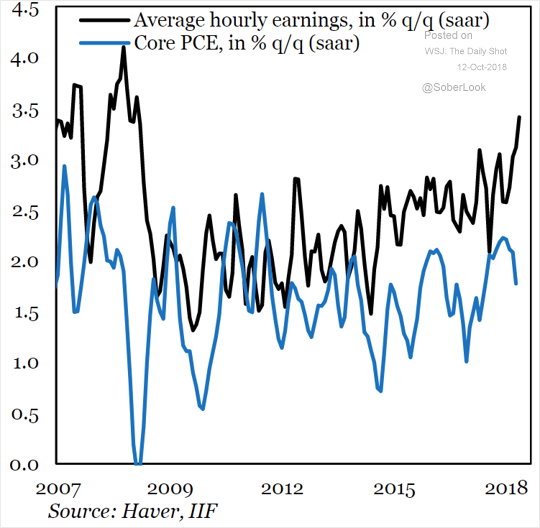 4.5
Average hourly earnings, in % q/q (saar)
Core PCE, in % q/q (saar)
Posted on
WSJ: The Daily Shot
12-Oct-2018
@SoberLook
4.0
3.5
3.0
2.5
2.0
1.5
1.0
0.5
0.0
2007 2009 2012 2015 2018
Source: Haver, IIF